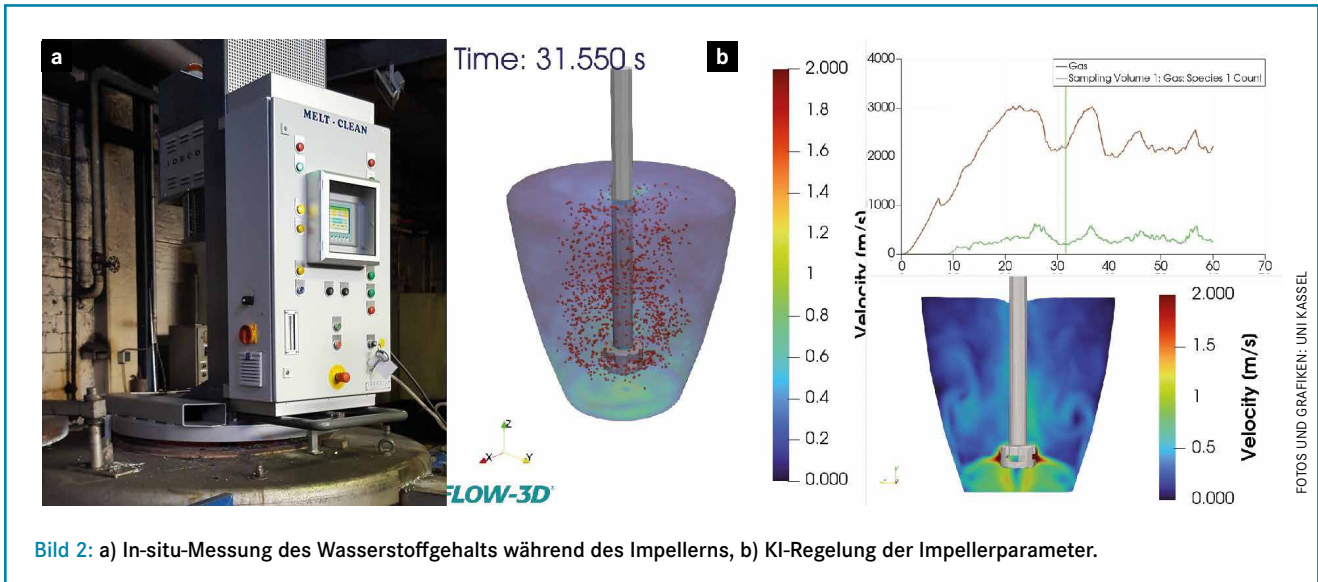 a
MELT-CLEAN
Time: 31.550 s
b
2.000
1.8
1.6
1.4
1.2
1
0.8
0.6
0.4
0.2
0.000
Velocity (m/s)
Z
X
Y
FLOW-3D
4000
3000
2000
1000
0
0 10 20 30 40 50 60 70
Gas
Sampling Volume 1: Gas: Species 1 Count
2.000
1.5
1
0.5
0.000
Velocity (m/s)
FOTOS UND GRAFIKEN: UNI KASSEL
Bild 2: a) In-situ-Messung des Wasserstoffgehalts während des Impellerns, b) KI-Regelung der Impellerparameter.